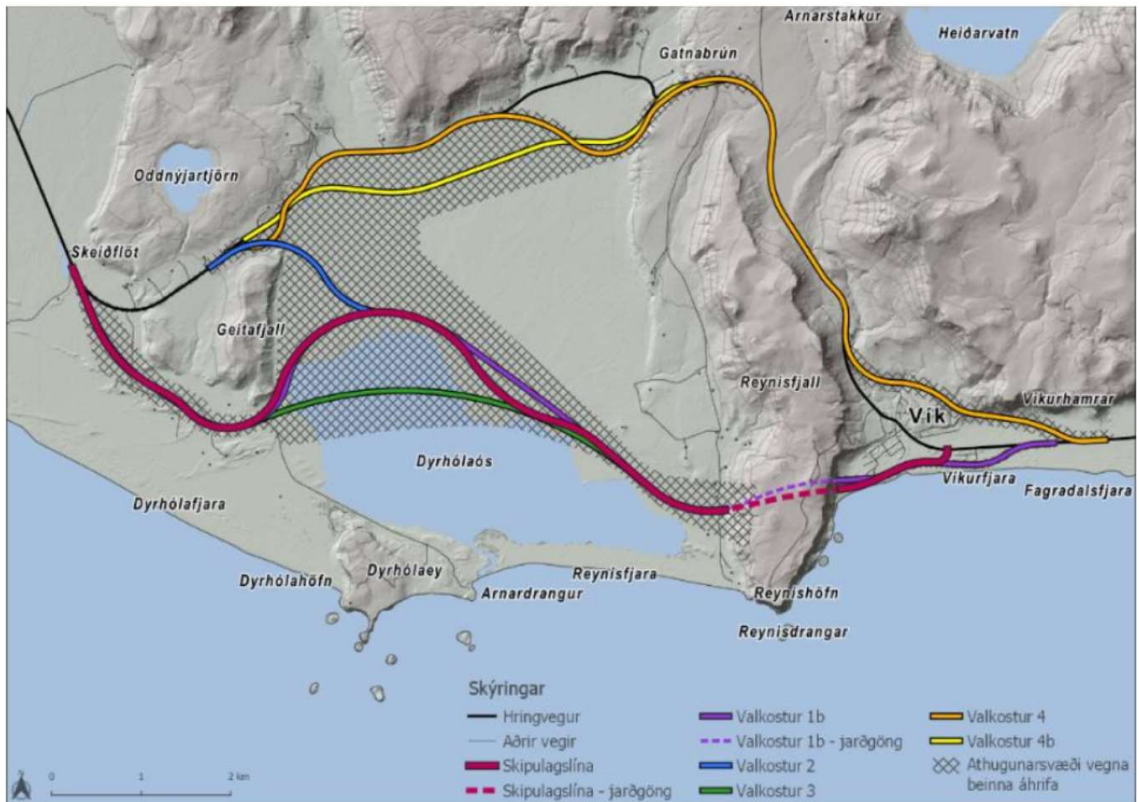 Arnarstakkur
Heiðarvatn
Gatnabrún
Oddnýjartjörn
Skeiðflöt
Geitafjall
Reynisfjall
Vík
Víkurhamrar
Dyrhólaós
Víkurfjara
Fagradalsfjara
Dyrhólafjara
Dyrhólahöfn
Dyrhólaey
Arnardrangur
Reynisfjara
Reynishöfn
Reynisdrangar
Skýringar
Hringvegur
Aðrir vegir
Skipulagslína
Skipulagslína - jarðgöng
Valkostur 1b
Valkostur 1b - jarðgöng
Valkostur 2
Valkostur 3
Valkostur 4
Valkostur 4b
Athugunarsvæði vegna
beinna áhrifa
0 1 2 km